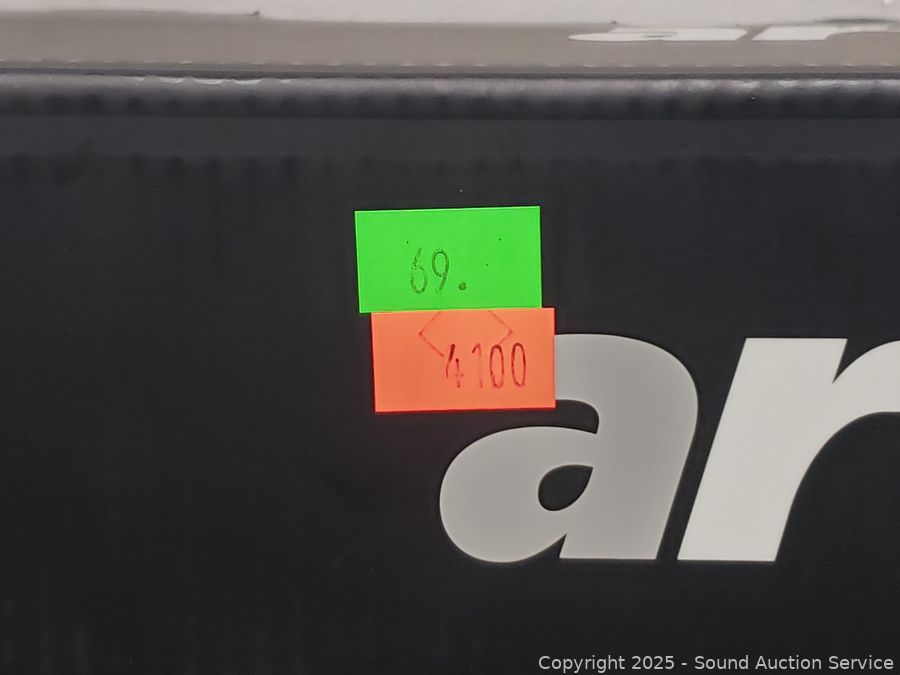 69.
4100
ar
Copyright 2025 - Sound Auction Service